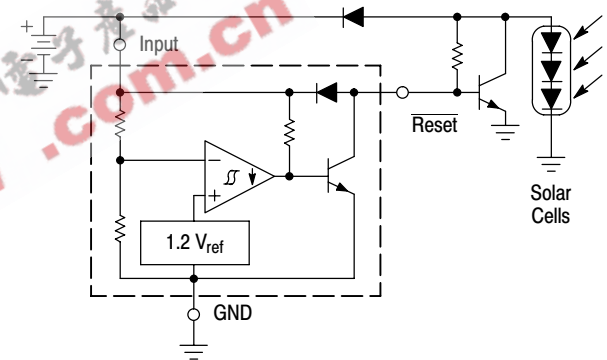 +
Input
Reset
−
+
1.2 Vref
GND
Solar
Cells
.com.cn